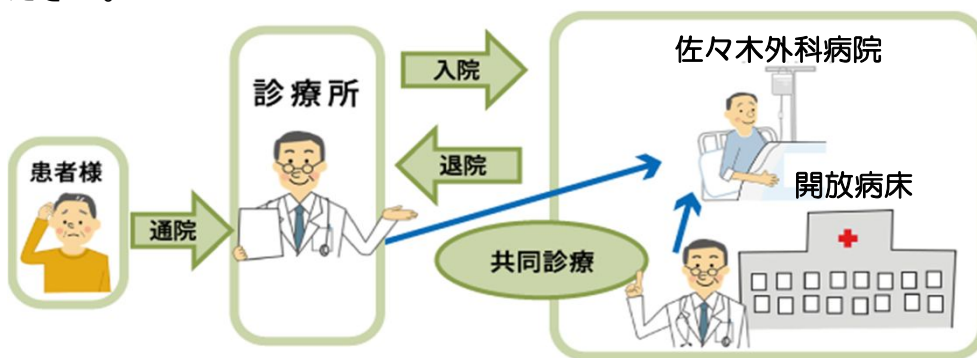 患者様
通院
診療所
入院
退院
共同診療
佐々木外科病院
開放病床